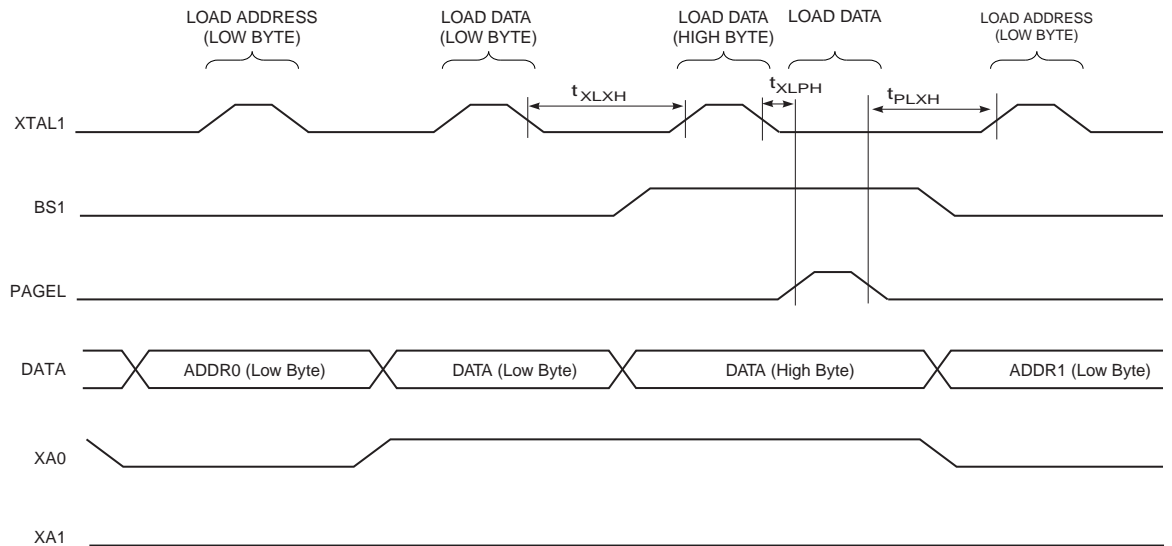 LOAD ADDRESS
(LOW BYTE)
LOAD DATA
(LOW BYTE)
LOAD DATA
(HIGH BYTE)
LOAD DATA
LOAD ADDRESS
(LOW BYTE)
XTAL1
tXLXH
tXLPH
tPLXH
BS1
PAGEL
DATA
ADDR0 (Low Byte)
DATA (Low Byte)
DATA (High Byte)
ADDR1 (Low Byte)
XA0
XA1